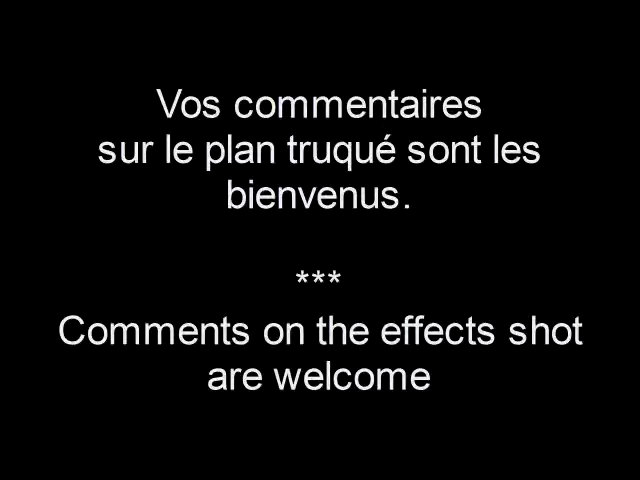 Vos commentaires
sur le plan truqué sont les
bienvenus.
***
Comments on the effects shot
are welcome